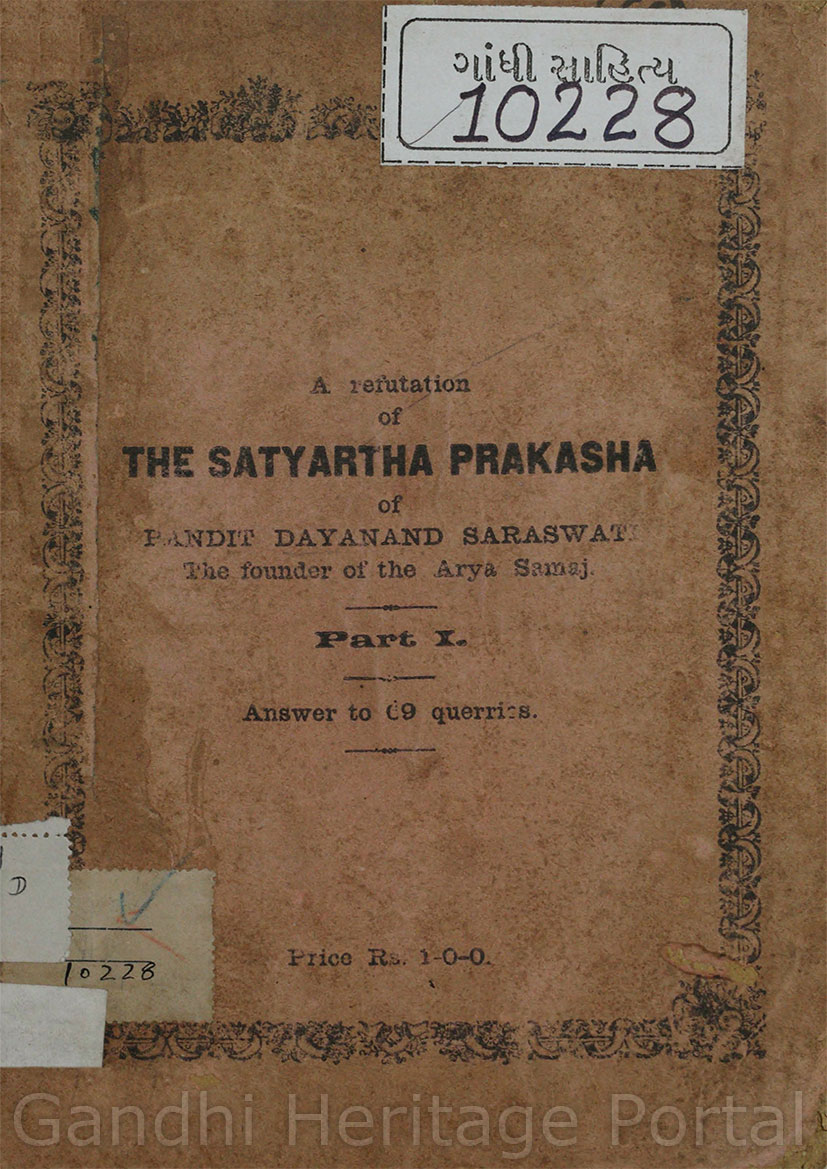 ગાંધી સાહિત્ય
10228
A refutation
of
THE SATYARTHA PRAKASHA
of
PANDIT DAYANAND SARASWATI
The founder of the Arya Samaj.
Part I.
Answer to 69 querries.
D
10228
Price Rs. 1-0-0.
Gandhi Heritage Portal